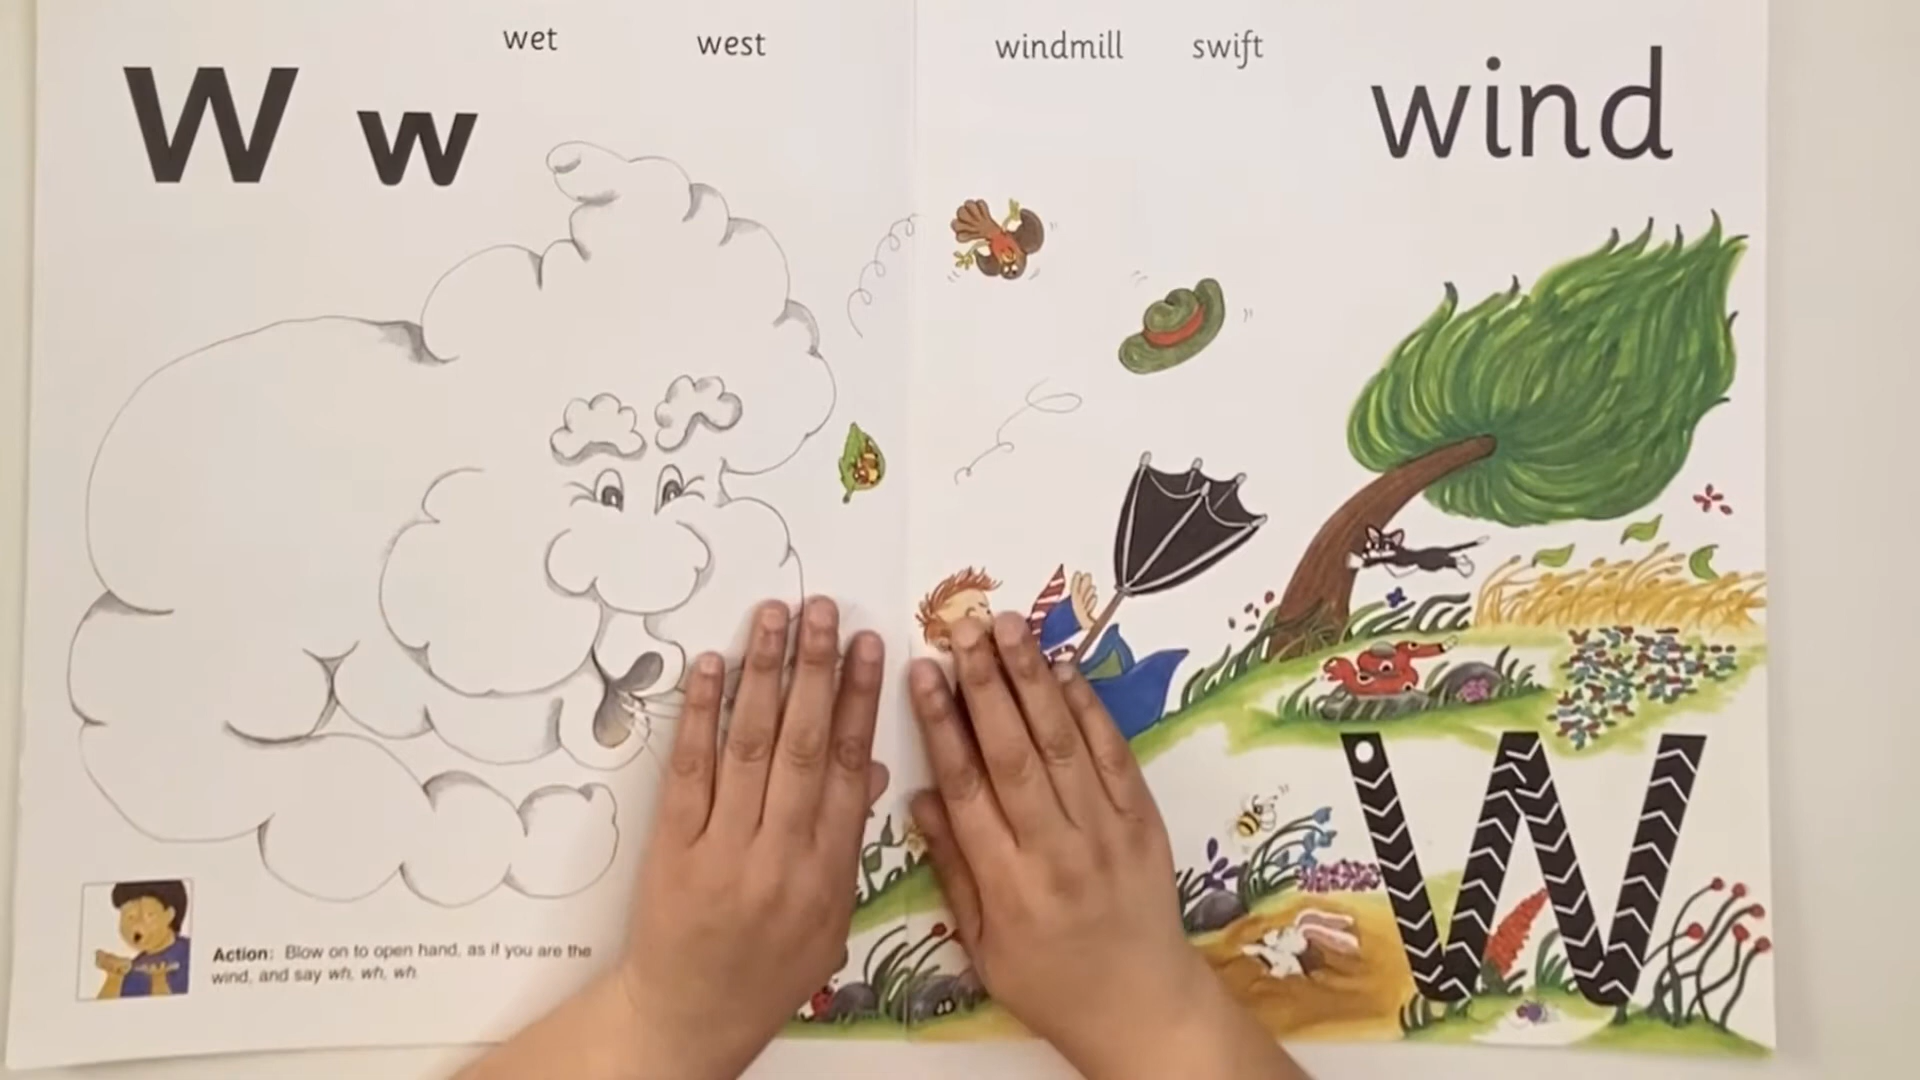 W w
wet west
windmill swift
wind
W
Action: Blow on to open hand, as if you are the
wind, and say wh, wh, wh.